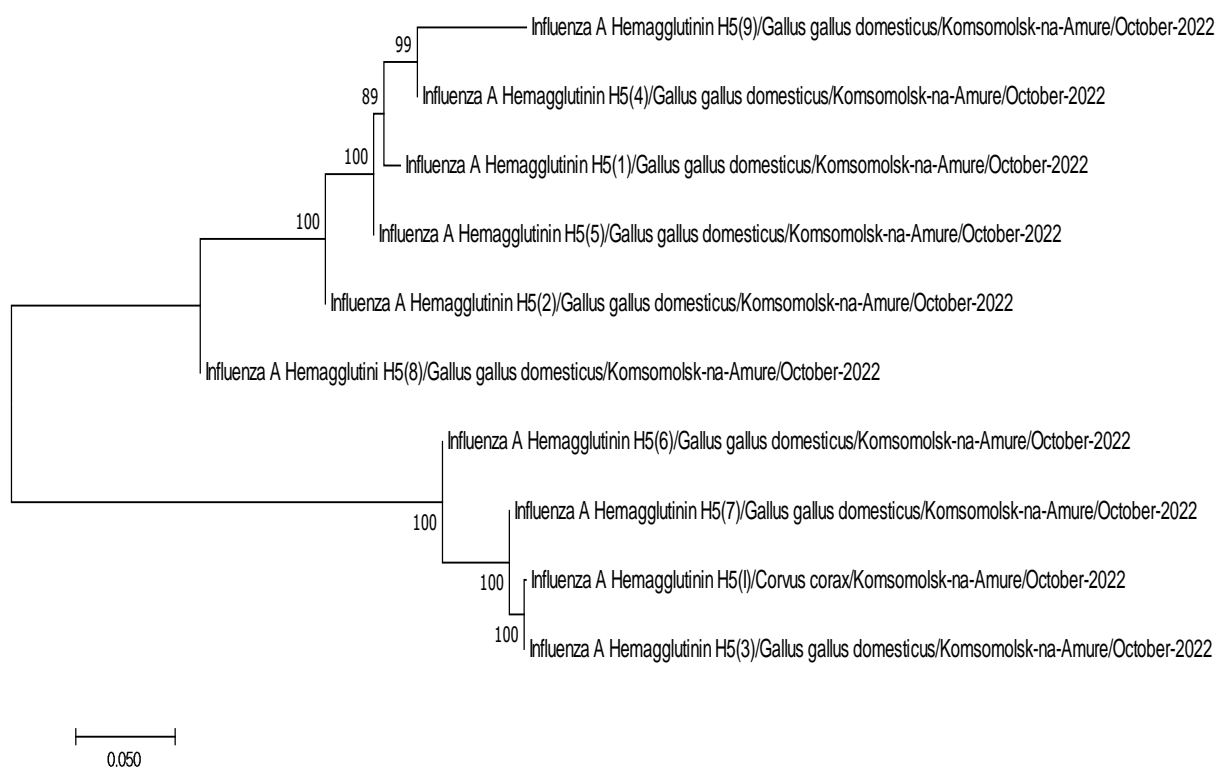 Influenza A Hemagglutinin H5(9)/Gallus gallus domesticus/Komsomolsk-na-Amure/October-2022
99
Influenza A Hemagglutinin H5(4)/Gallus gallus domesticus/Komsomolsk-na-Amure/October-2022
89
100
Influenza A Hemagglutinin H5(1)/Gallus gallus domesticus/Komsomolsk-na-Amure/October-2022
100
Influenza A Hemagglutinin H5(5)/Gallus gallus domesticus/Komsomolsk-na-Amure/October-2022
Influenza A Hemagglutinin H5(2)/Gallus gallus domesticus/Komsomolsk-na-Amure/October-2022
Influenza A Hemagglutini H5(8)/Gallus gallus domesticus/Komsomolsk-na-Amure/October-2022
Influenza A Hemagglutinin H5(6)/Gallus gallus domesticus/Komsomolsk-na-Amure/October-2022
100
Influenza A Hemagglutinin H5(7)/Gallus gallus domesticus/Komsomolsk-na-Amure/October-2022
100
Influenza A Hemagglutinin H5(I)/Corvus corax/Komsomolsk-na-Amure/October-2022
100
Influenza A Hemagglutinin H5(3)/Gallus gallus domesticus/Komsomolsk-na-Amure/October-2022
0.050